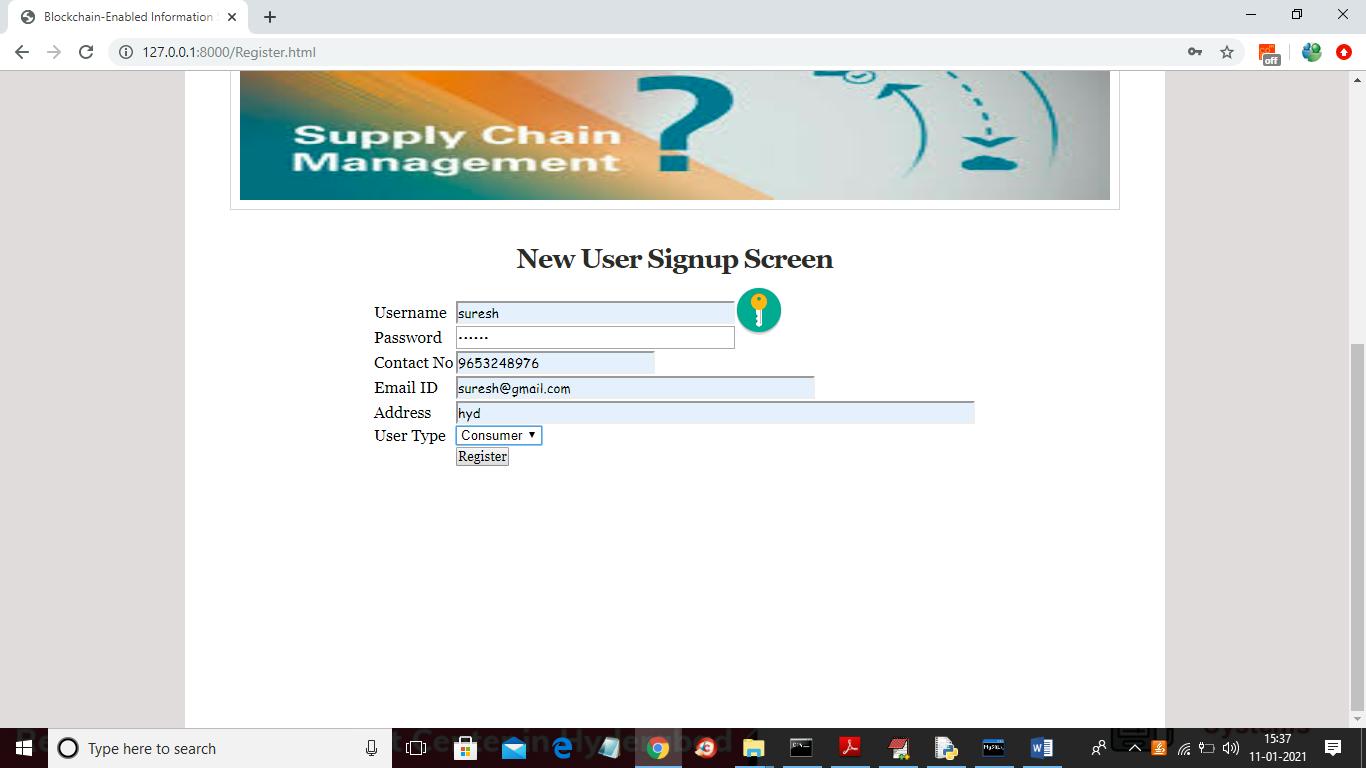 Blockchain-Enabled Information
127.0.0.1:8000/Register.html
off
Supply Chain
Management
?
New User Signup Screen
Username suresh
Password ······
Contact No 9653248976
Email ID suresh@gmail.com
Address hyd
User Type Consumer
Register
Type here to search
MySQL
15:37
11-01-2021